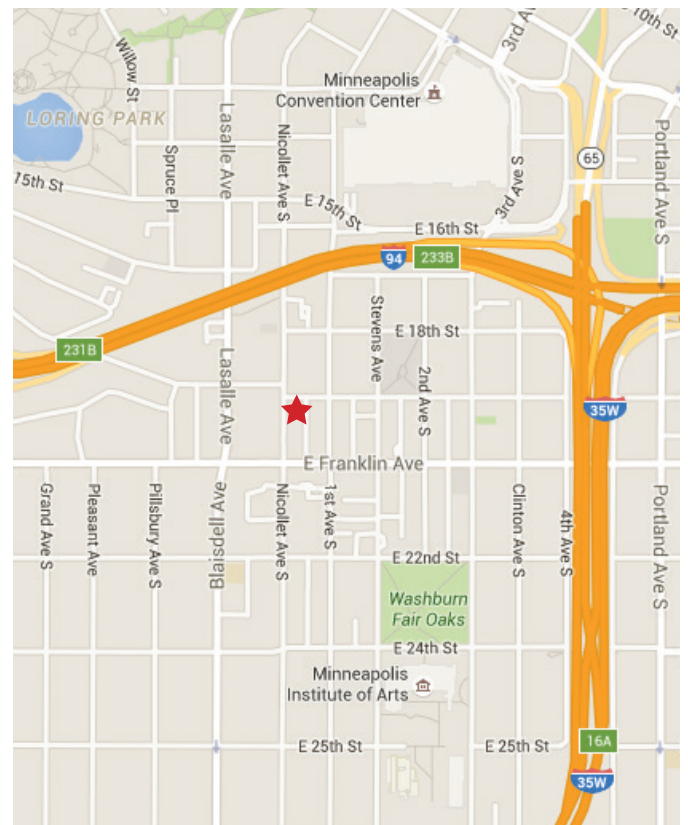 E 10th St
3rd Ave
Willow St
Minneapolis
Convention Center
LORING PARK
Lasalle Ave
Nicollet Ave S
65
Portland Ave S
Spruce Pl
15th St
3rd Ave S
E 15th St
E 16th St
94
233B
Stevens Ave
E 18th St
231B
Lasalle Ave
2nd Ave S
35W
E Franklin Ave
Grand Ave S
Pleasant Ave
Pillsbury Ave S
Blaisdell Ave
Nicollet Ave S
1st Ave S
Clinton Ave S
4th Ave S
Portland Ave S
E 22nd St
Washburn
Fair Oaks
E 24th St
Minneapolis
Institute of Arts
E 25th St
E 25th St
16A
35W